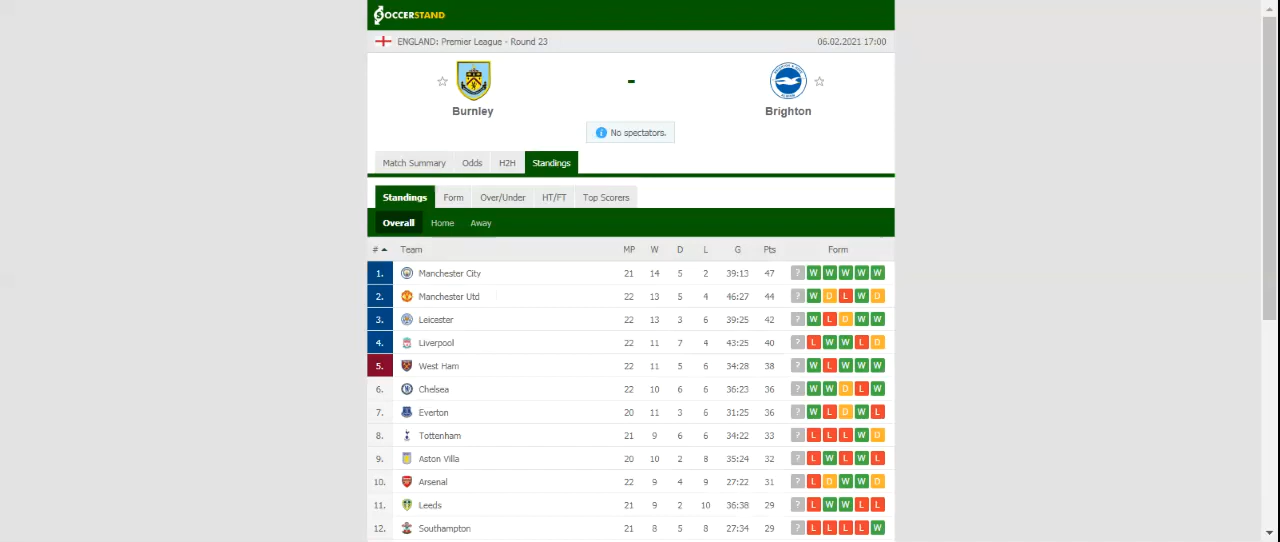 SOCCERSTAND
ENGLAND: Premier League - Round 23 06.02.2021 17:00
-
Burnley Brighton
No spectators.
Match Summary Odds H2H Standings
Standings Form Over/Under HT/FT Top Scorers
Overall Home Away
# Team MP W D L G Pts Form
1. Manchester City 21 14 5 2 39:13 47 ? W W W W W
2. Manchester Utd 22 13 5 4 46:27 44 ? W D L W D
3. Leicester 22 13 3 6 39:25 42 ? W L D W W
4. Liverpool 22 11 7 4 43:25 40 ? L W W L D
5. West Ham 22 11 5 6 34:28 38 ? W L W W W
6. Chelsea 22 10 6 6 36:23 36 ? W W D L W
7. Everton 20 11 3 6 31:25 36 ? W L D W L
8. Tottenham 21 9 6 6 34:22 33 ? L L L W D
9. Aston Villa 20 10 2 8 35:24 32 ? L W L W L
10. Arsenal 22 9 4 9 27:22 31 ? L D W W D
11. Leeds 21 9 2 10 36:38 29 ? L W W L L
12. Southampton 21 8 5 8 27:34 29 ? L L L L W